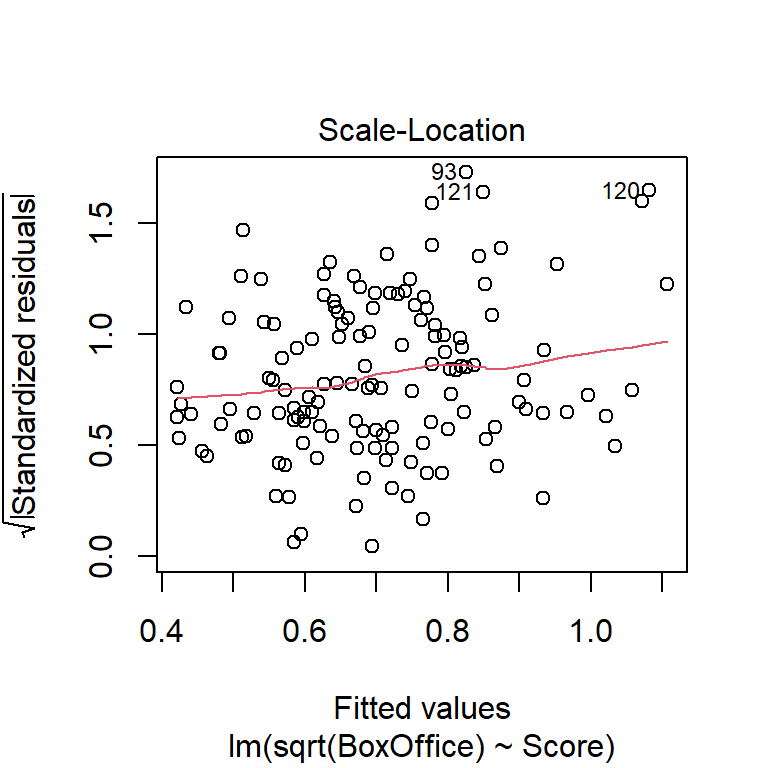 Scale-Location
√|Standardized residuals|
1.5
1.0
0.5
0.0
93
121
120
0.4 0.6 0.8 1.0
Fitted values
lm(sqrt(BoxOffice) ~ Score)